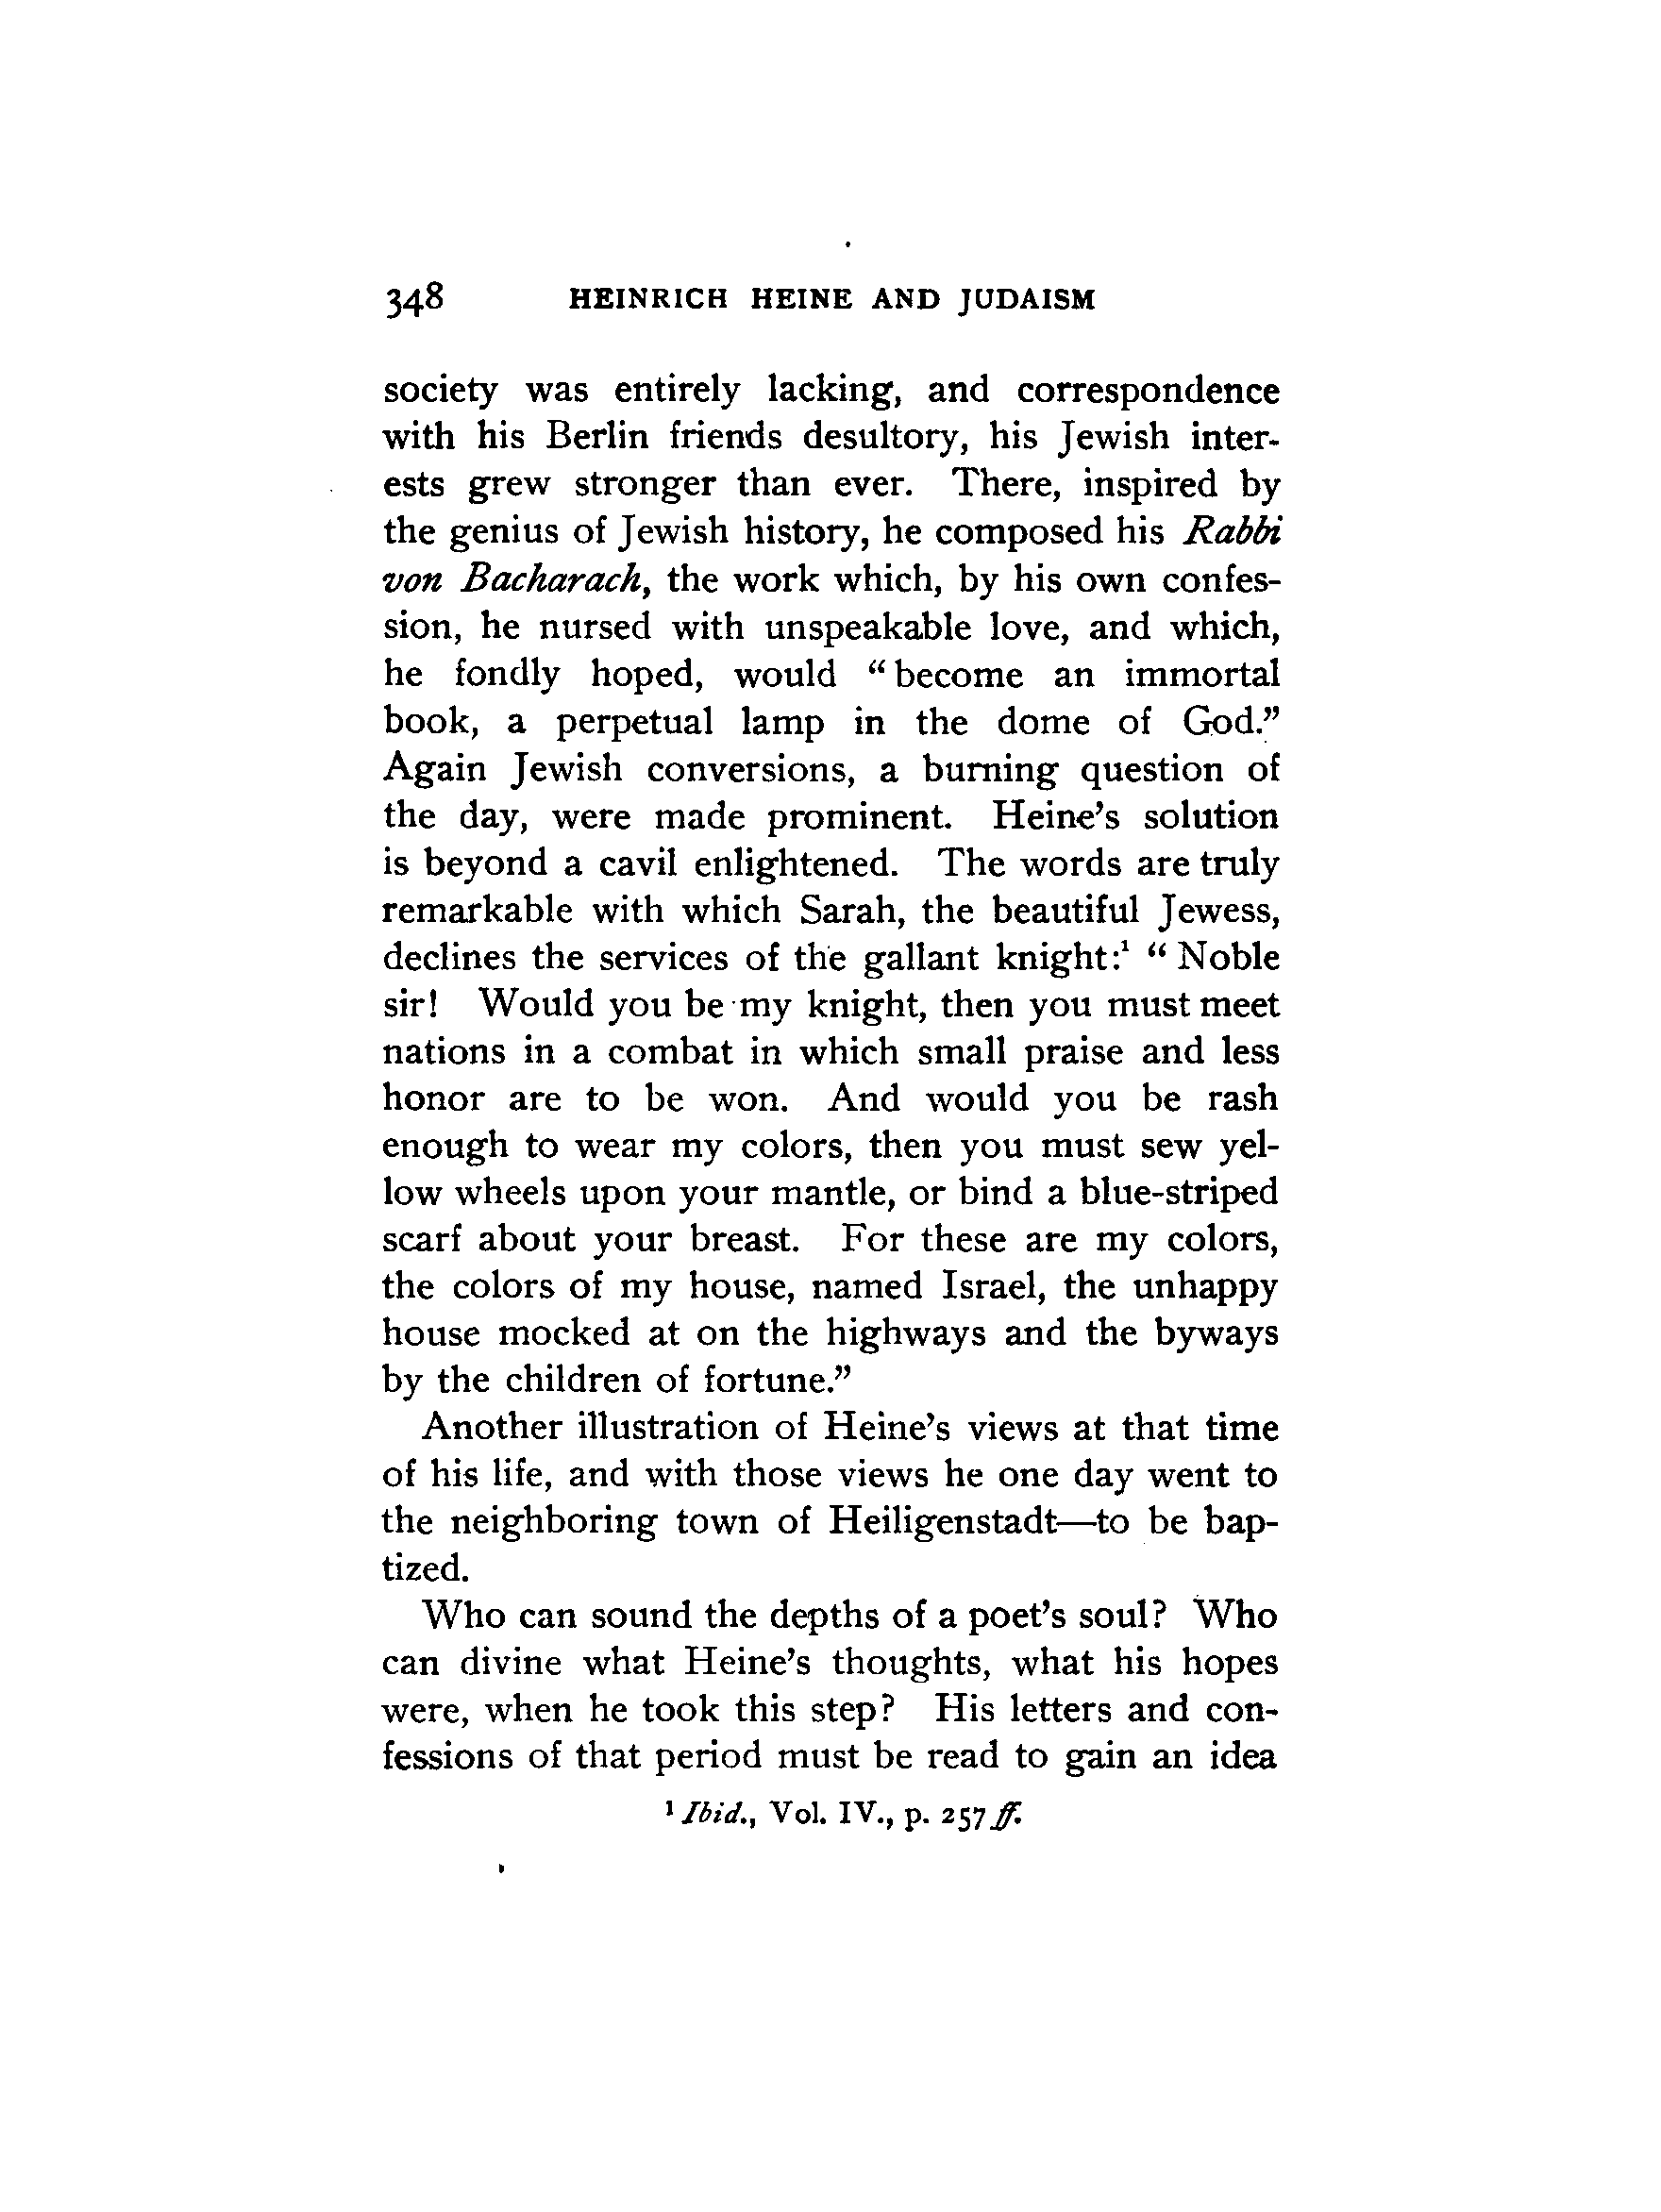 348 HEINRICH HEINE AND JUDAISM
society was entirely lacking, and correspondence
with his Berlin friends desultory, his Jewish inter-
ests grew stronger than ever. There, inspired by
the genius of Jewish history, he composed his Rabbi
von Bacharach, the work which, by his own confes-
sion, he nursed with unspeakable love, and which,
he fondly hoped, would “become an immortal
book, a perpetual lamp in the dome of God.”
Again Jewish conversions, a burning question of
the day, were made prominent. Heine’s solution
is beyond a cavil enlightened. The words are truly
remarkable with which Sarah, the beautiful Jewess,
declines the services of the gallant knight:¹ “Noble
sir! Would you be my knight, then you must meet
nations in a combat in which small praise and less
honor are to be won. And would you be rash
enough to wear my colors, then you must sew yel-
low wheels upon your mantle, or bind a blue-striped
scarf about your breast. For these are my colors,
the colors of my house, named Israel, the unhappy
house mocked at on the highways and the byways
by the children of fortune.”
Another illustration of Heine’s views at that time
of his life, and with those views he one day went to
the neighboring town of Heiligenstadt—to be bap-
tized.
Who can sound the depths of a poet’s soul? Who
can divine what Heine’s thoughts, what his hopes
were, when he took this step? His letters and con-
fessions of that period must be read to gain an idea
¹ Ibid., Vol. IV., p. 257 ff.